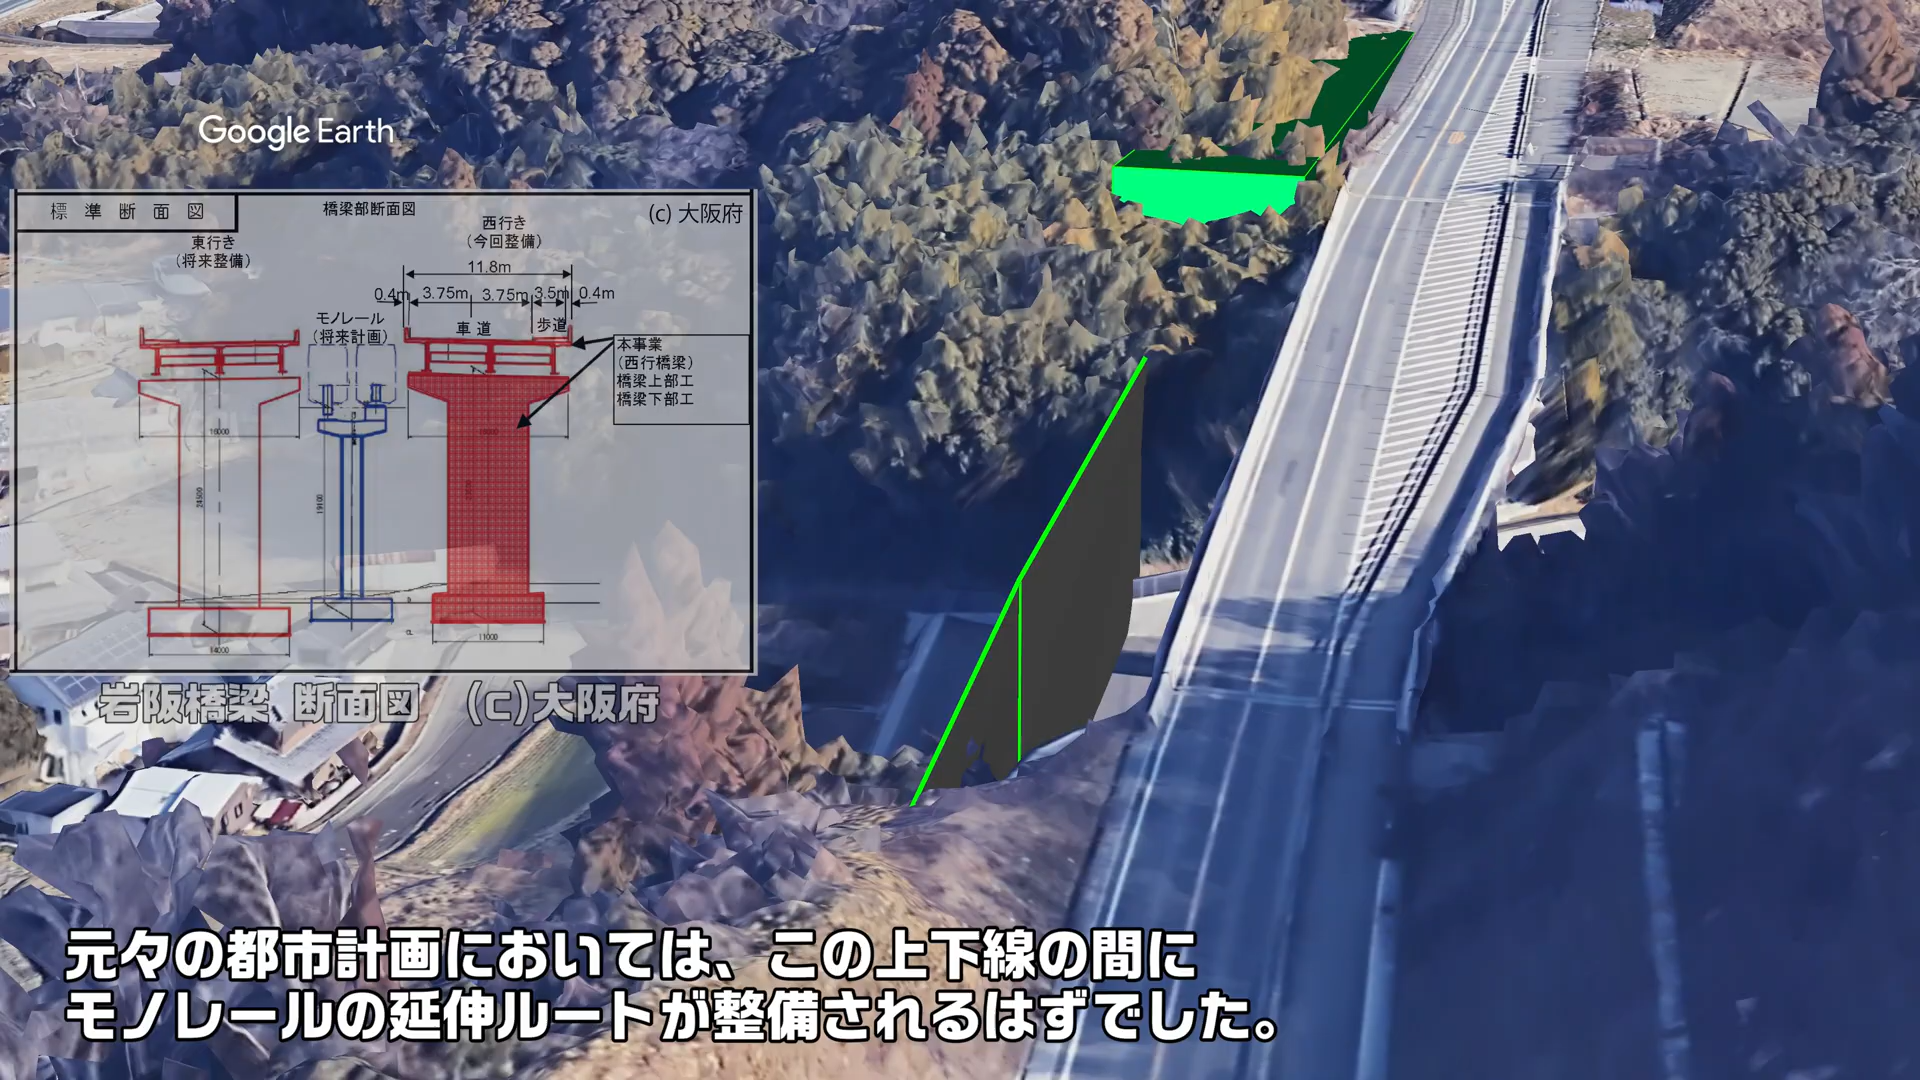 Google Earth
標準断面図
橋梁部断面図
(c) 大阪府
東行き
(将来整備)
西行き
(今回整備)
11.8m
0.4m
3.75m
3.75m
3.5m
0.4m
モノレール
(将来計画)
車道
歩道
本事業
(西行橋梁)
橋梁上部工
橋梁下部工
16000
24500
19100
14000
11000
岩阪橋梁 断面図 (c)大阪府
元々の都市計画においては、この上下線の間に
モノレールの延伸ルートが整備されるはずでした。